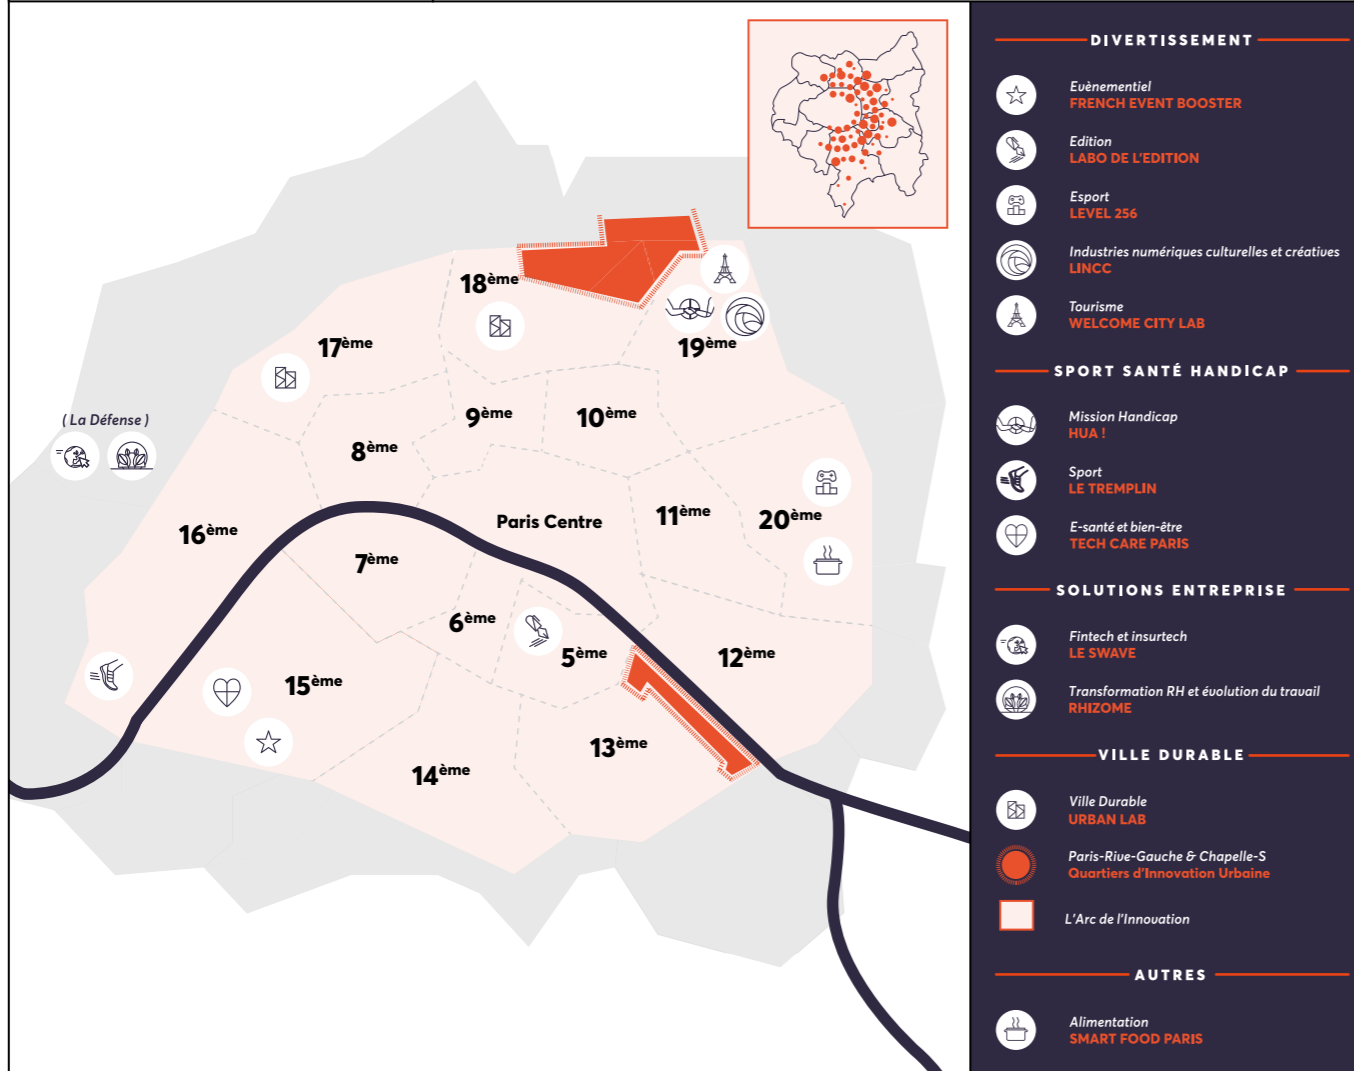 18ème
17ème
19ème
9ème
10ème
( La Défense )
8ème
11ème
20ème
16ème
Paris Centre
7ème
6ème
5ème
12ème
15ème
13ème
14ème
DIVERTISSEMENT
Evènementiel
FRENCH EVENT BOOSTER
Edition
LABO DE L'EDITION
Esport
LEVEL 256
Industries numériques culturelles et créatives
LINCC
Tourisme
WELCOME CITY LAB
SPORT SANTÉ HANDICAP
Mission Handicap
HUA !
Sport
LE TREMPLIN
E-santé et bien-être
TECH CARE PARIS
SOLUTIONS ENTREPRISE
Fintech et insurtech
LE SWAVE
Transformation RH et évolution du travail
RHIZOME
VILLE DURABLE
Ville Durable
URBAN LAB
Paris-Rive-Gauche & Chapelle-S
Quartiers d'Innovation Urbaine
L'Arc de l'Innovation
AUTRES
Alimentation
SMART FOOD PARIS